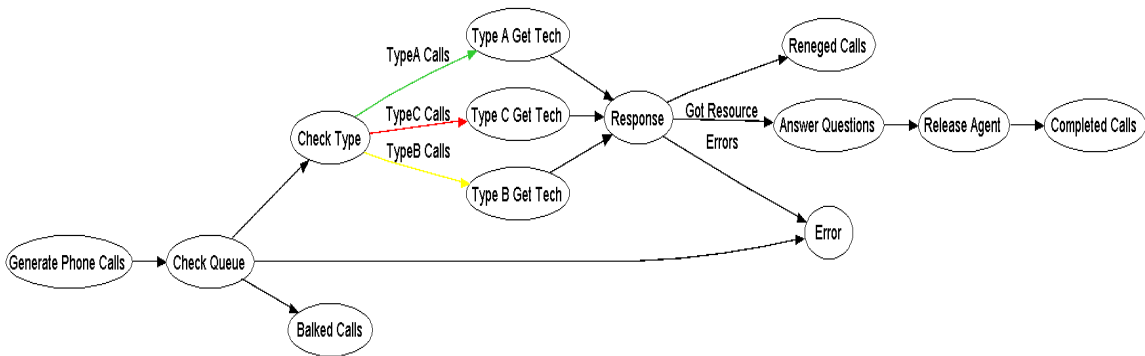 Type A Get Tech
Reneged Calls
TypeA Calls
TypeC Calls
Type C Get Tech
Response
Got Resource
Answer Questions
Release Agent
Completed Calls
Check Type
TypeB Calls
Errors
Type B Get Tech
Error
Generate Phone Calls
Check Queue
Balked Calls